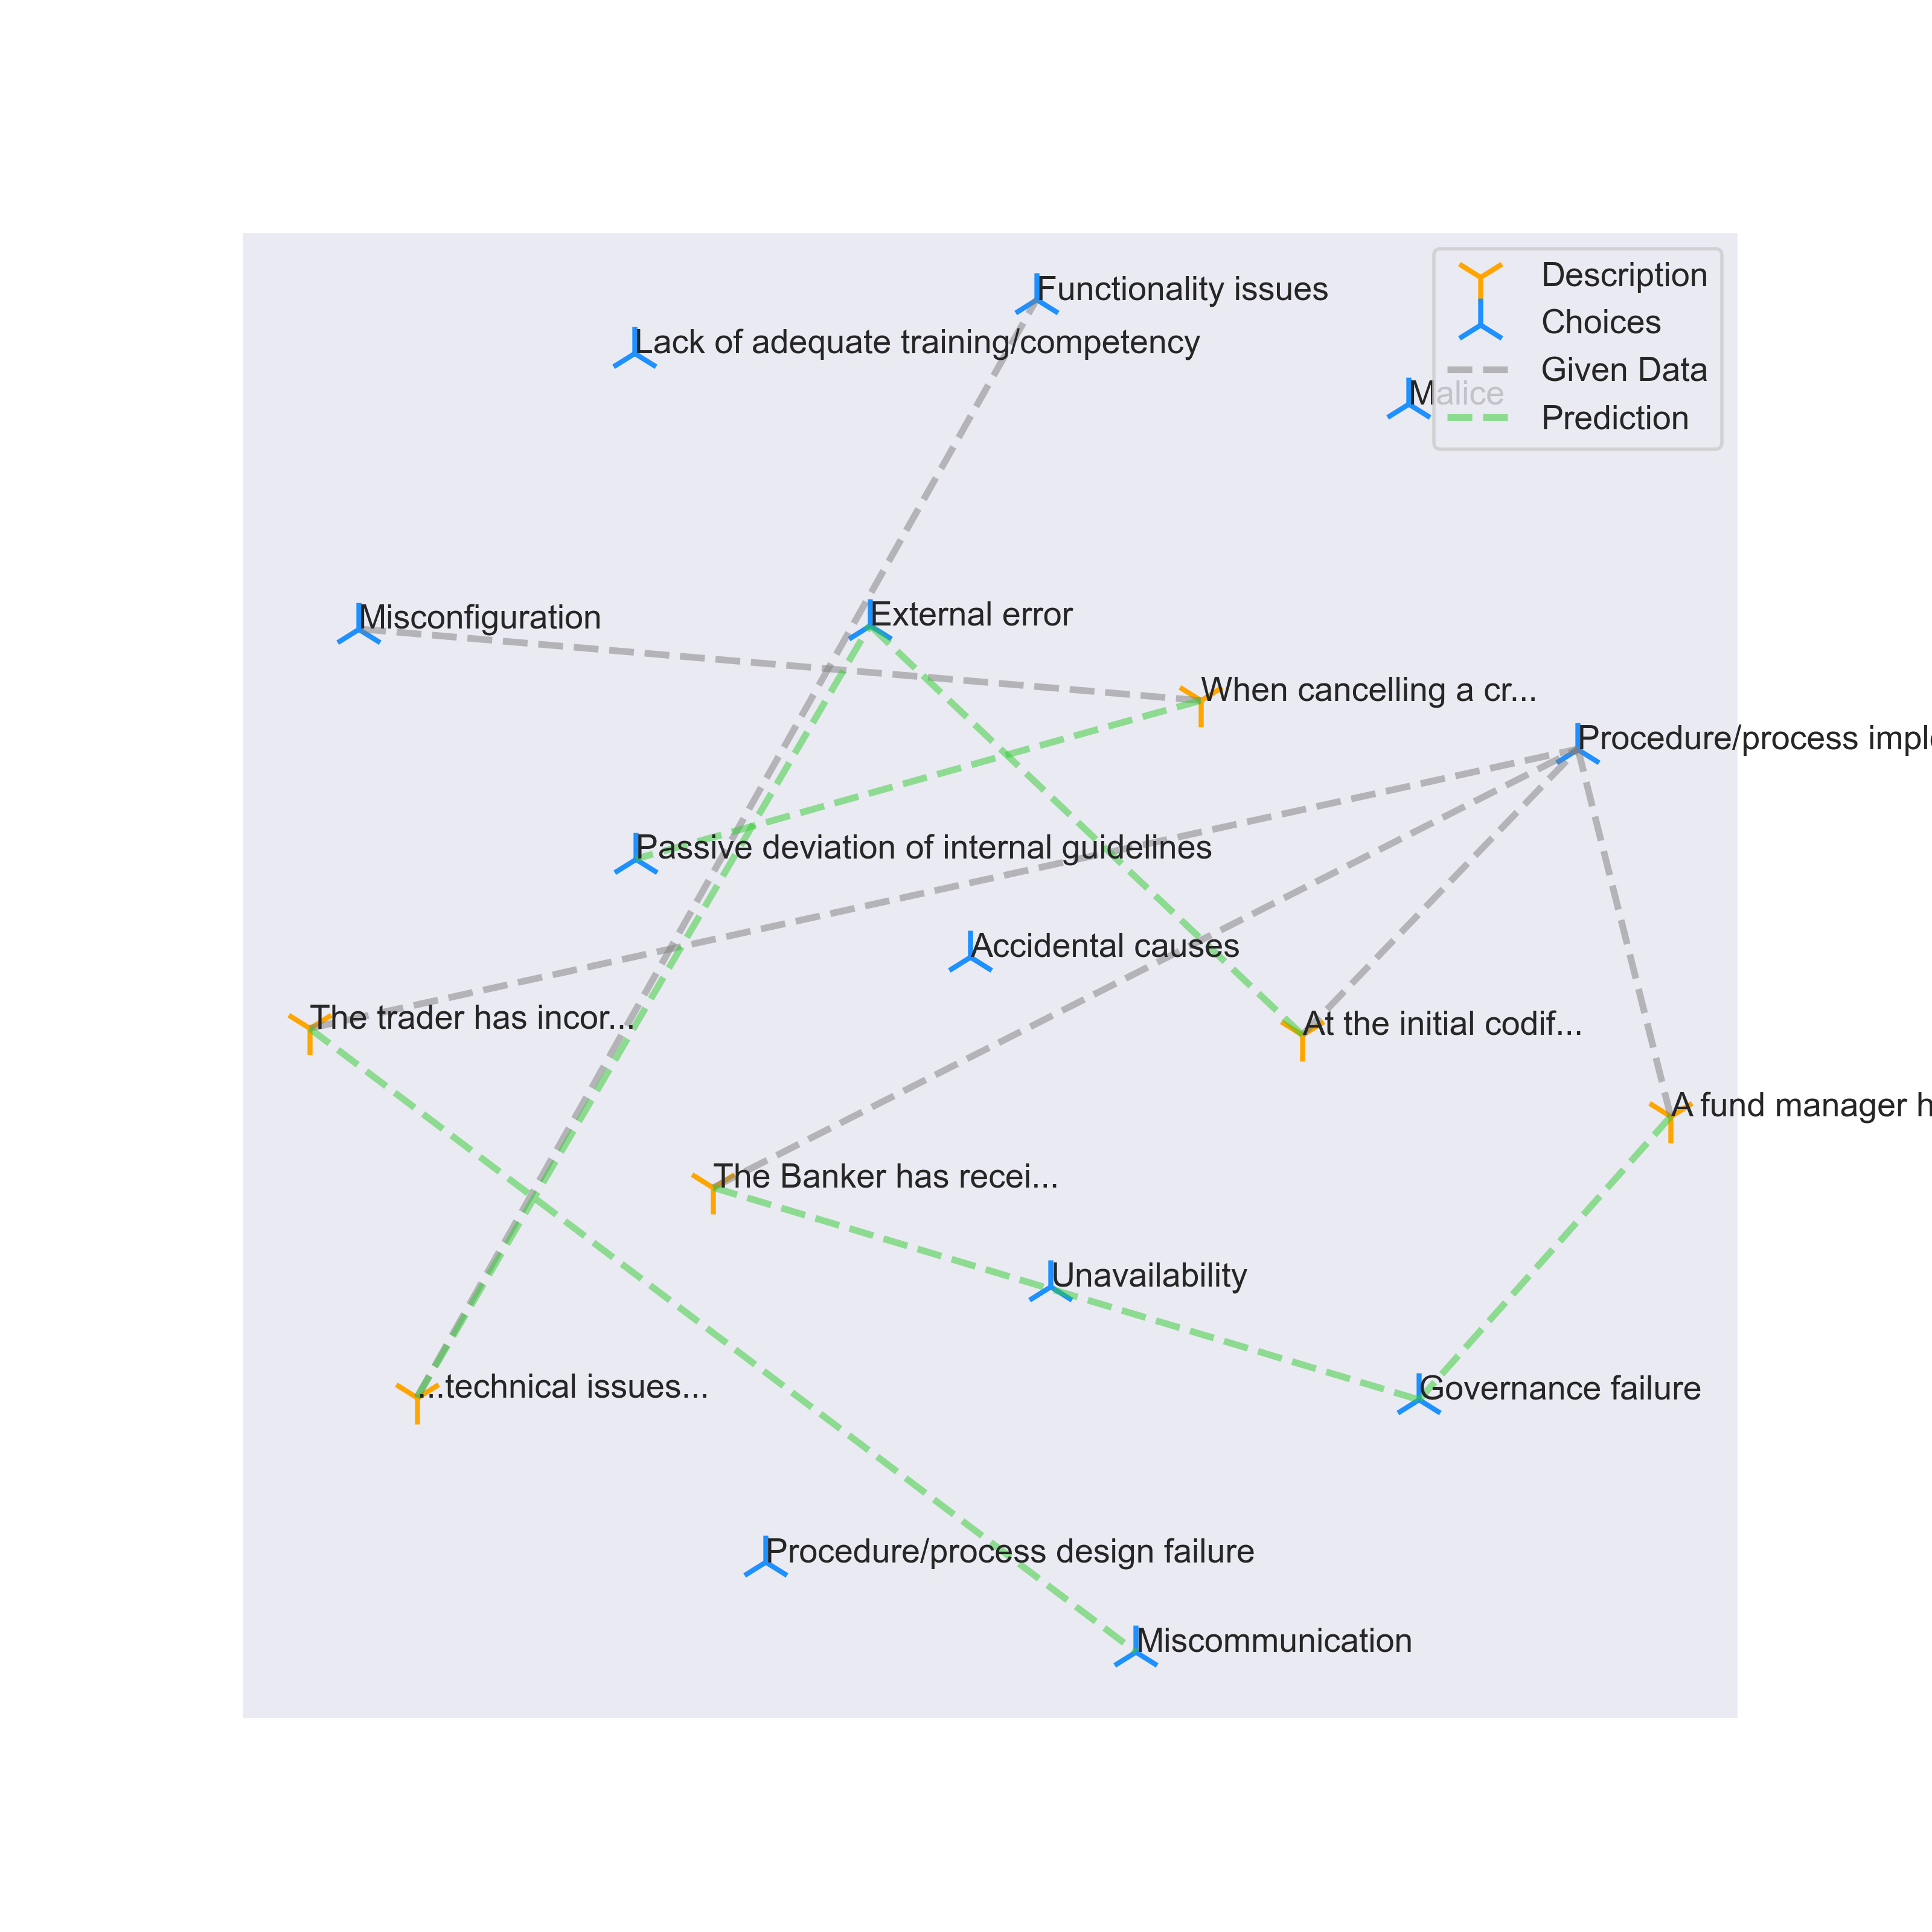 Functionality issues
Description
Choices
Given Data
Prediction
Lack of adequate training/competency
Malice
Misconfiguration
External error
When cancelling a cr...
Procedure/process imple
Passive deviation of internal guidelines
Accidental causes
The trader has incor...
At the initial codif...
A fund manager h
The Banker has recei...
Unavailability
...technical issues...
Governance failure
Procedure/process design failure
Miscommunication